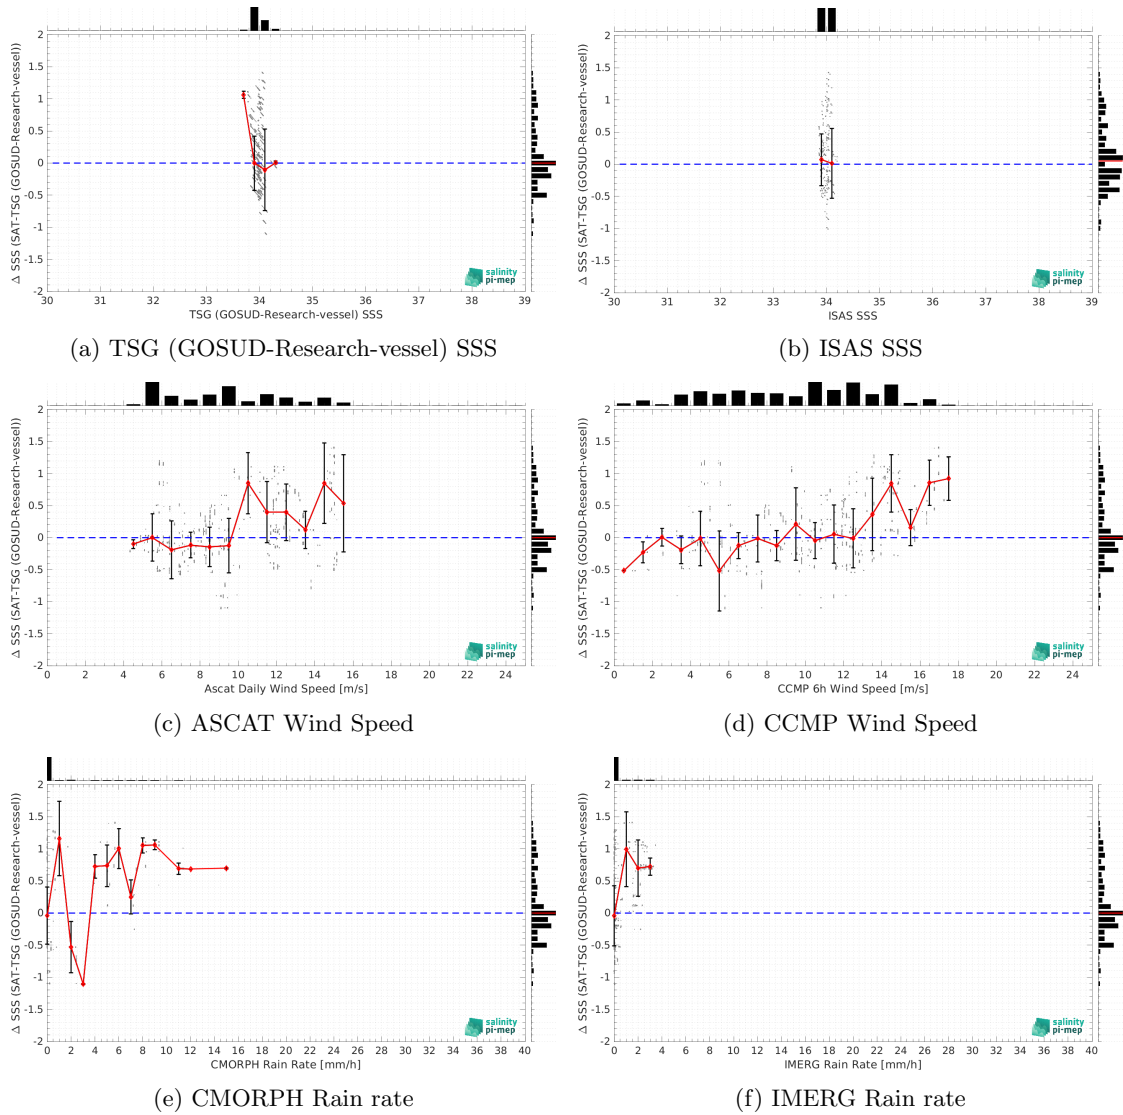 Δ SSS (SAT-TSG (GOSUD-Research-vessel))
2
1.5
1
0.5
0
-0.5
-1
-1.5
-2
salinity
pi-mep
30 31 32 33 34 35 36 37 38 39
TSG (GOSUD-Research-vessel) SSS
(a) TSG (GOSUD-Research-vessel) SSS
Δ SSS (SAT-TSG (GOSUD-Research-vessel))
2
1.5
1
0.5
0
-0.5
-1
-1.5
-2
salinity
pi-mep
30 31 32 33 34 35 36 37 38 39
ISAS SSS
(b) ISAS SSS
Δ SSS (SAT-TSG (GOSUD-Research-vessel))
2
1.5
1
0.5
0
-0.5
-1
-1.5
-2
salinity
pi-mep
0 2 4 6 8 10 12 14 16 18 20 22 24
Ascat Daily Wind Speed [m/s]
(c) ASCAT Wind Speed
Δ SSS (SAT-TSG (GOSUD-Research-vessel))
2
1.5
1
0.5
0
-0.5
-1
-1.5
-2
salinity
pi-mep
0 2 4 6 8 10 12 14 16 18 20 22 24
CCMP 6h Wind Speed [m/s]
(d) CCMP Wind Speed
Δ SSS (SAT-TSG (GOSUD-Research-vessel))
2
1.5
1
0.5
0
-0.5
-1
-1.5
-2
salinity
pi-mep
0 2 4 6 8 10 12 14 16 18 20 22 24 26 28 30 32 34 36 38 40
CMORPH Rain Rate [mm/h]
(e) CMORPH Rain rate
Δ SSS (SAT-TSG (GOSUD-Research-vessel))
2
1.5
1
0.5
0
-0.5
-1
-1.5
-2
salinity
pi-mep
0 2 4 6 8 10 12 14 16 18 20 22 24 26 28 30 32 34 36 38 40
IMERG Rain Rate [mm/h]
(f) IMERG Rain rate